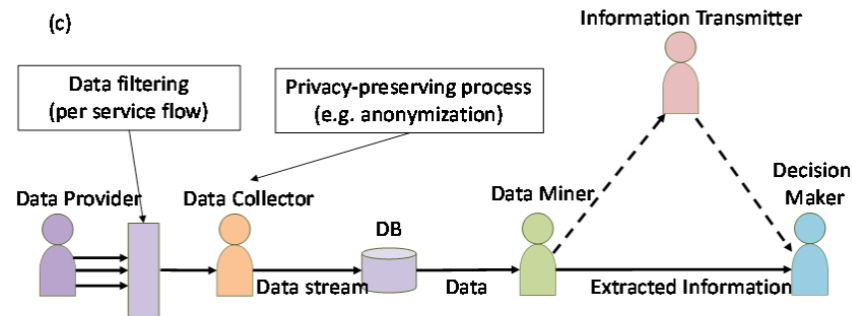 (c)
Information Transmitter
Data filtering
(per service flow)
Privacy-preserving process
(e.g. anonymization)
Data Provider
Data Collector
DB
Data Miner
Decision
Maker
Data stream
Data
Extracted Information